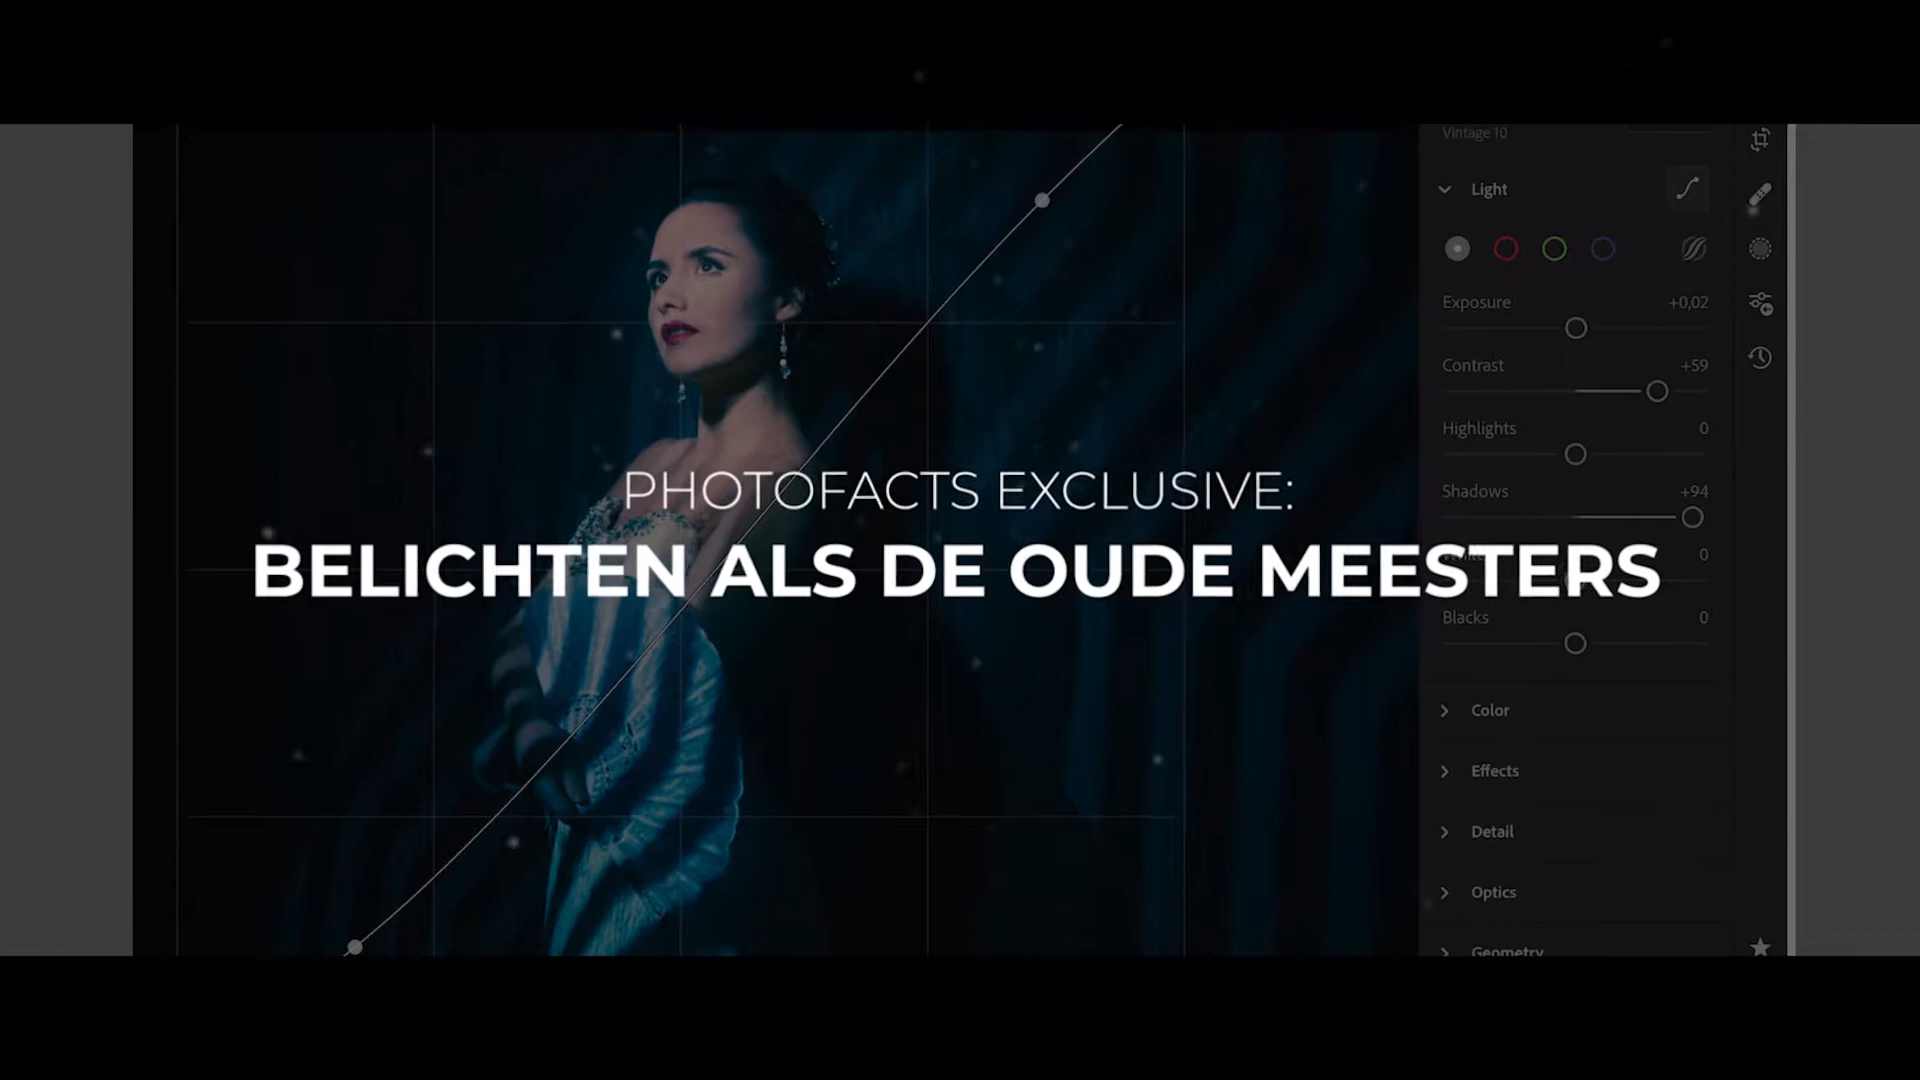 Vintage 10
Light
Exposure +0,02
Contrast +59
Highlights 0
PHOTOFACTS EXCLUSIVE:
Shadows +94
BELICHTEN ALS DE OUDE MEESTERS
0
Blacks 0
Color
Effects
Detail
Optics
Geometry